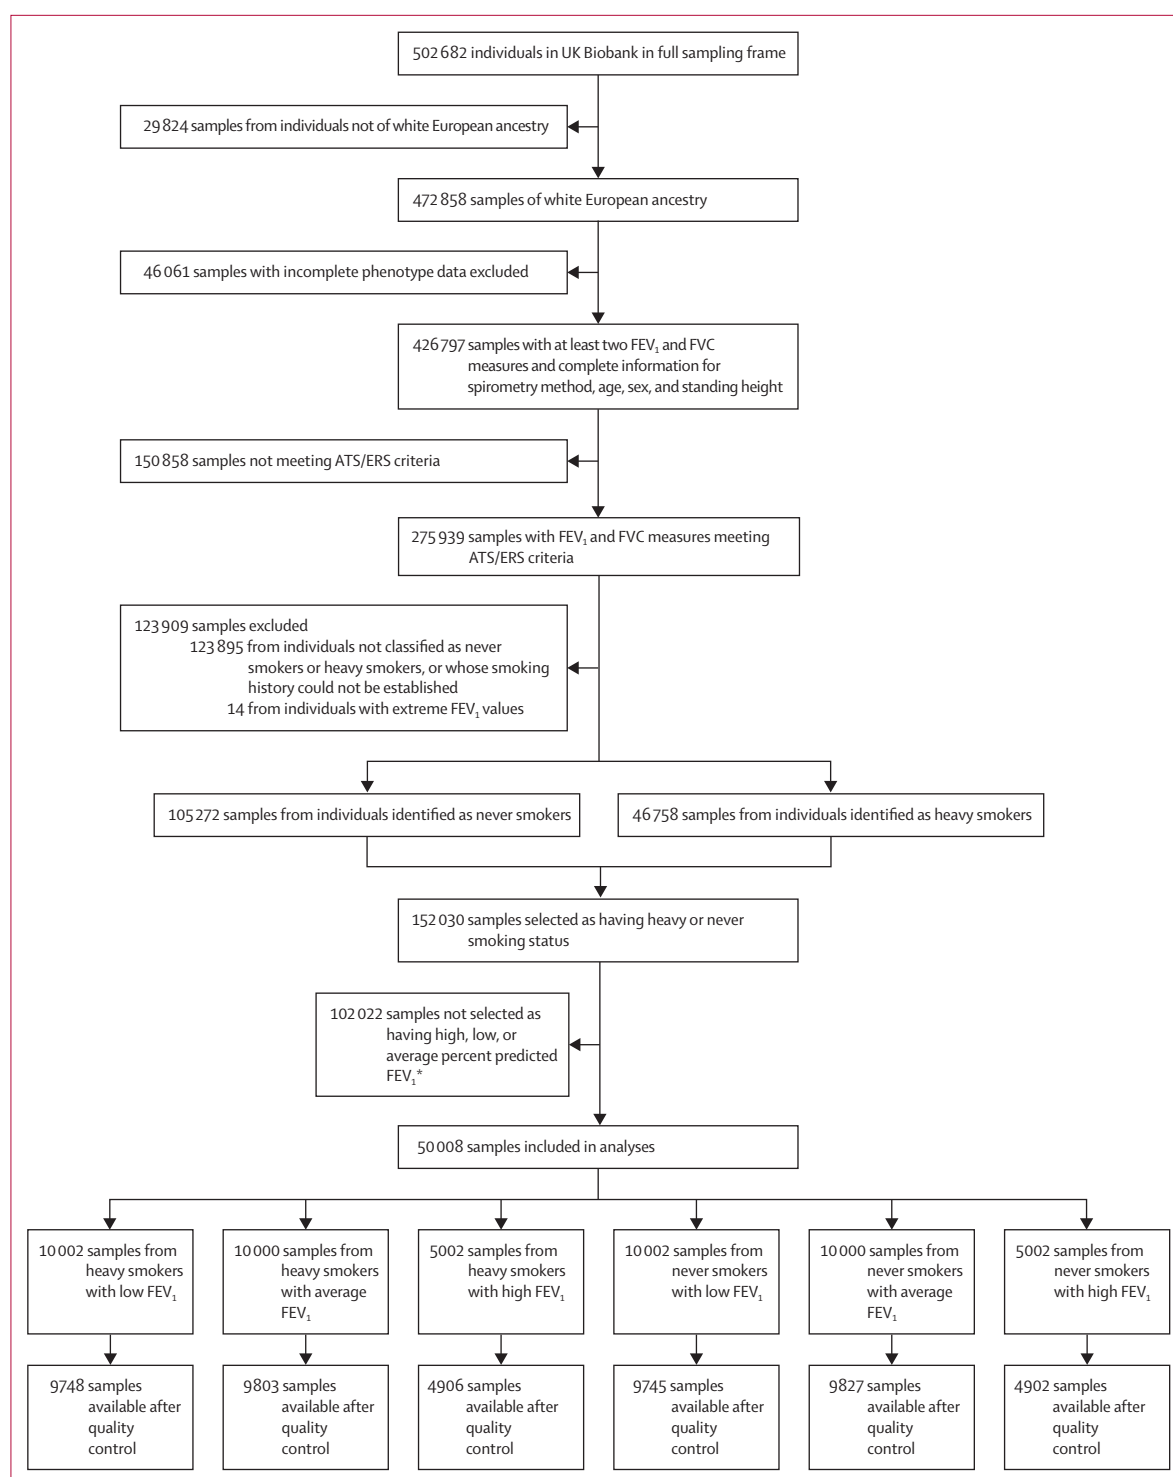 502 682 individuals in UK Biobank in full sampling frame
29 824 samples from individuals not of white European ancestry
472 858 samples of white European ancestry
46 061 samples with incomplete phenotype data excluded
426 797 samples with at least two FEV₁ and FVC
measures and complete information for
spirometry method, age, sex, and standing height
150 858 samples not meeting ATS/ERS criteria
275 939 samples with FEV₁ and FVC measures meeting
ATS/ERS criteria
123 909 samples excluded
123 895 from individuals not classified as never
smokers or heavy smokers, or whose smoking
history could not be established
14 from individuals with extreme FEV₁ values
105 272 samples from individuals identified as never smokers
46 758 samples from individuals identified as heavy smokers
152 030 samples selected as having heavy or never
smoking status
102 022 samples not selected as
having high, low, or
average percent predicted
FEV₁*
50 008 samples included in analyses
10 002 samples from
heavy smokers
with low FEV₁
10 000 samples from
heavy smokers
with average
FEV₁
5002 samples from
heavy smokers
with high FEV₁
10 002 samples from
never smokers
with low FEV₁
10 000 samples from
never smokers
with average
FEV₁
5002 samples from
never smokers
with high FEV₁
9748 samples
available after
quality
control
9803 samples
available after
quality
control
4906 samples
available after
quality
control
9745 samples
available after
quality
control
9827 samples
available after
quality
control
4902 samples
available after
quality
control